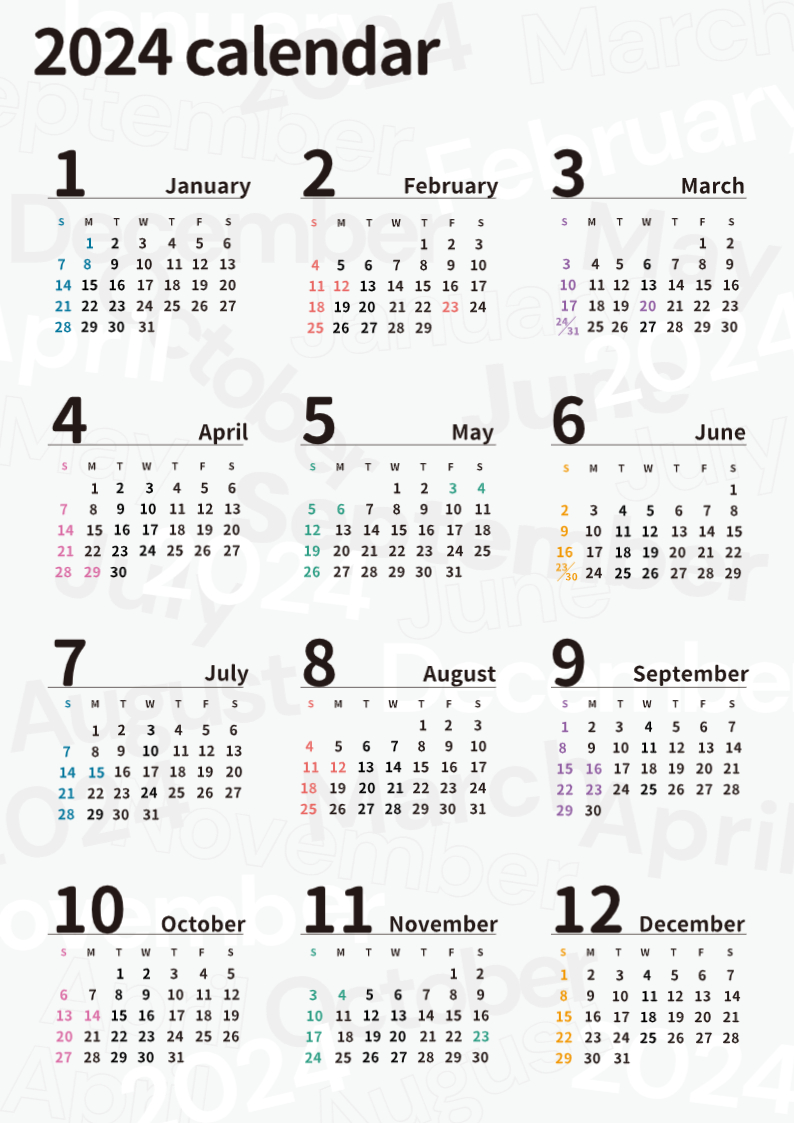 2024 calendar
1 January
S M T W T F S
1 2 3 4 5 6
7 8 9 10 11 12 13
14 15 16 17 18 19 20
21 22 23 24 25 26 27
28 29 30 31
2 February
S M T W T F S
1 2 3
4 5 6 7 8 9 10
11 12 13 14 15 16 17
18 19 20 21 22 23 24
25 26 27 28 29
3 March
S M T W T F S
1 2
3 4 5 6 7 8 9
10 11 12 13 14 15 16
17 18 19 20 21 22 23
24/31 25 26 27 28 29 30
4 April
S M T W T F S
1 2 3 4 5 6
7 8 9 10 11 12 13
14 15 16 17 18 19 20
21 22 23 24 25 26 27
28 29 30
5 May
S M T W T F S
1 2 3 4
5 6 7 8 9 10 11
12 13 14 15 16 17 18
19 20 21 22 23 24 25
26 27 28 29 30 31
6 June
S M T W T F S
1
2 3 4 5 6 7 8
9 10 11 12 13 14 15
16 17 18 19 20 21 22
23/30 24 25 26 27 28 29
7 July
S M T W T F S
1 2 3 4 5 6
7 8 9 10 11 12 13
14 15 16 17 18 19 20
21 22 23 24 25 26 27
28 29 30 31
8 August
S M T W T F S
1 2 3
4 5 6 7 8 9 10
11 12 13 14 15 16 17
18 19 20 21 22 23 24
25 26 27 28 29 30 31
9 September
S M T W T F S
1 2 3 4 5 6 7
8 9 10 11 12 13 14
15 16 17 18 19 20 21
22 23 24 25 26 27 28
29 30
10 October
S M T W T F S
1 2 3 4 5
6 7 8 9 10 11 12
13 14 15 16 17 18 19
20 21 22 23 24 25 26
27 28 29 30 31
11 November
S M T W T F S
1 2
3 4 5 6 7 8 9
10 11 12 13 14 15 16
17 18 19 20 21 22 23
24 25 26 27 28 29 30
12 December
S M T W T F S
1 2 3 4 5 6 7
8 9 10 11 12 13 14
15 16 17 18 19 20 21
22 23 24 25 26 27 28
29 30 31